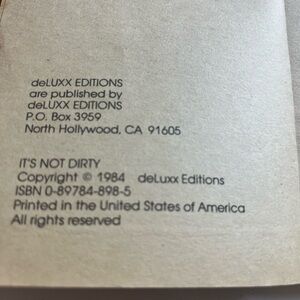 deLUXX EDITIONS
are published by
deLUXX EDITIONS
P.O. Box 3959
North Hollywood, CA 91605
IT'S NOT DIRTY
Copyright © 1984 deLuxx Editions
ISBN 0-89784-898-5
Printed in the United States of America
All rights reserved